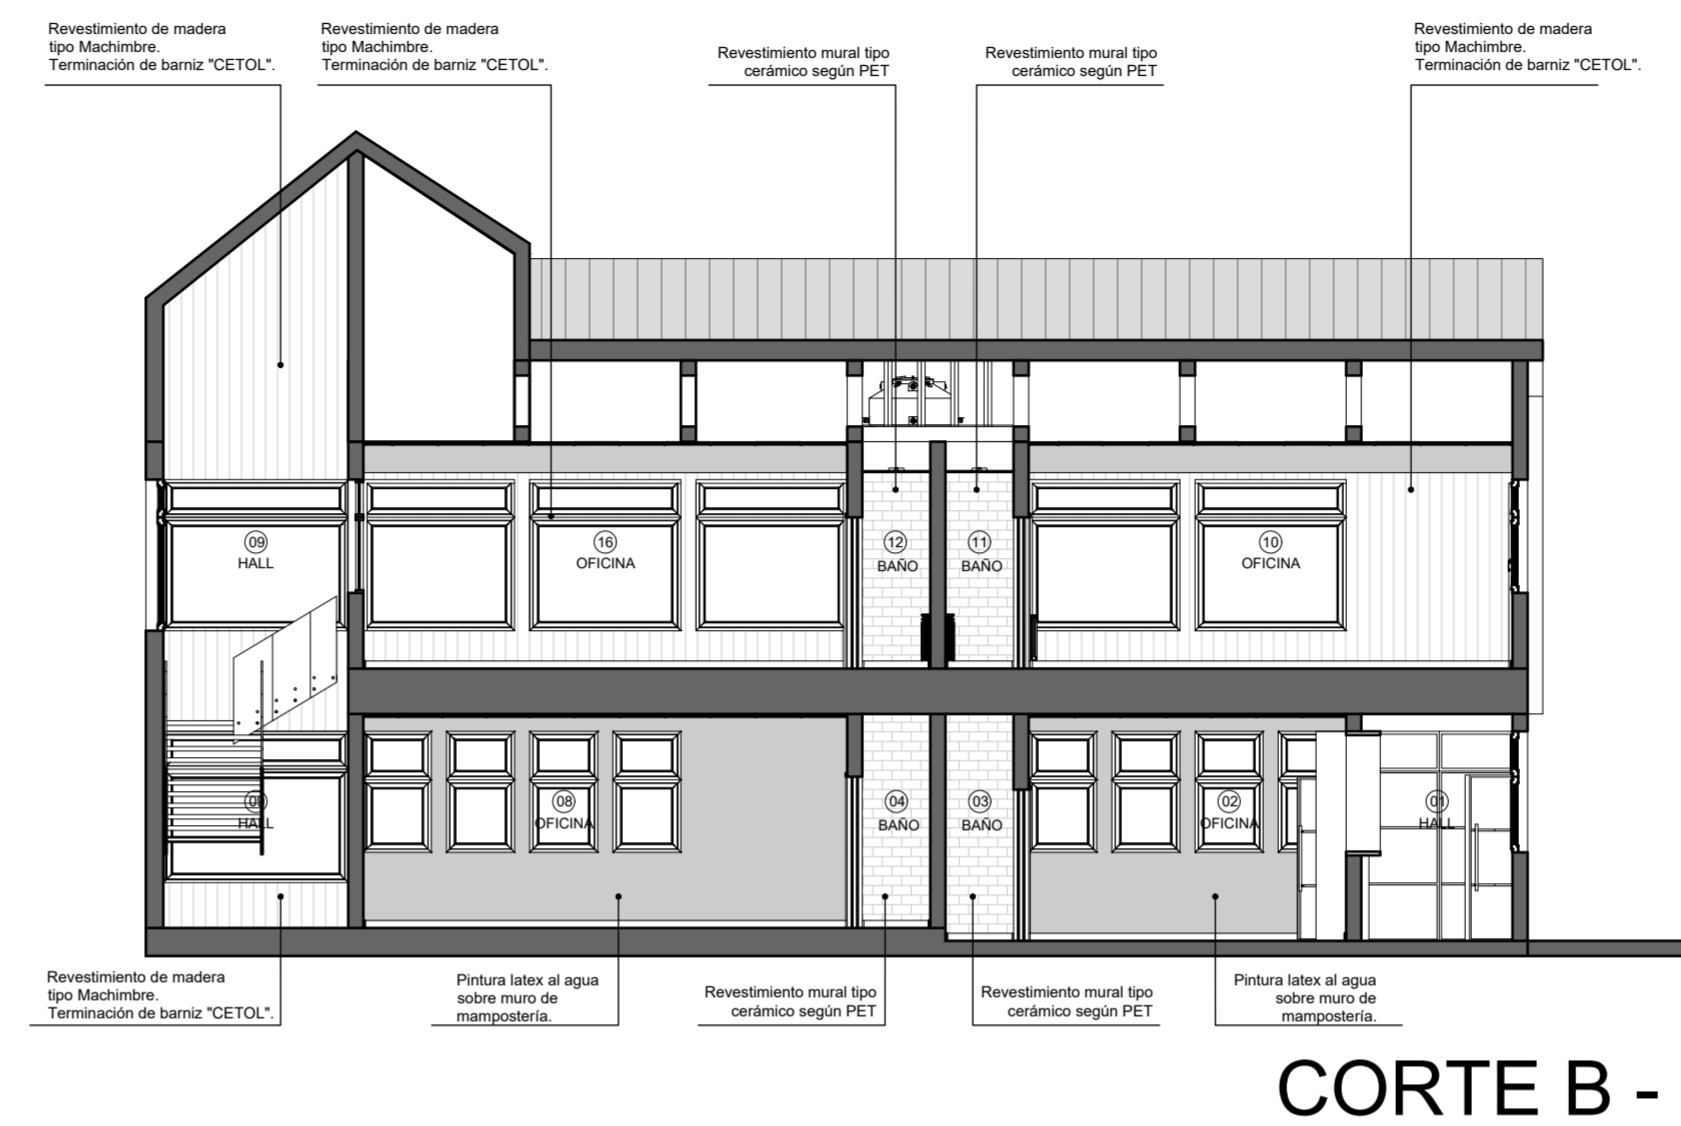 Revestimiento de madera
tipo Machimbre.
Terminación de barniz "CETOL".
Revestimiento de madera
tipo Machimbre.
Terminación de barniz "CETOL".
Revestimiento mural tipo
cerámico según PET
Revestimiento mural tipo
cerámico según PET
Revestimiento de madera
tipo Machimbre.
Terminación de barniz "CETOL".
09
HALL
16
OFICINA
12
BAÑO
11
BAÑO
10
OFICINA
09
HALL
08
OFICINA
04
BAÑO
03
BAÑO
02
OFICINA
01
HALL
Revestimiento de madera
tipo Machimbre.
Terminación de barniz "CETOL".
Pintura latex al agua
sobre muro de
mampostería.
Revestimiento mural tipo
cerámico según PET
Revestimiento mural tipo
cerámico según PET
Pintura latex al agua
sobre muro de
mampostería.
CORTE B -